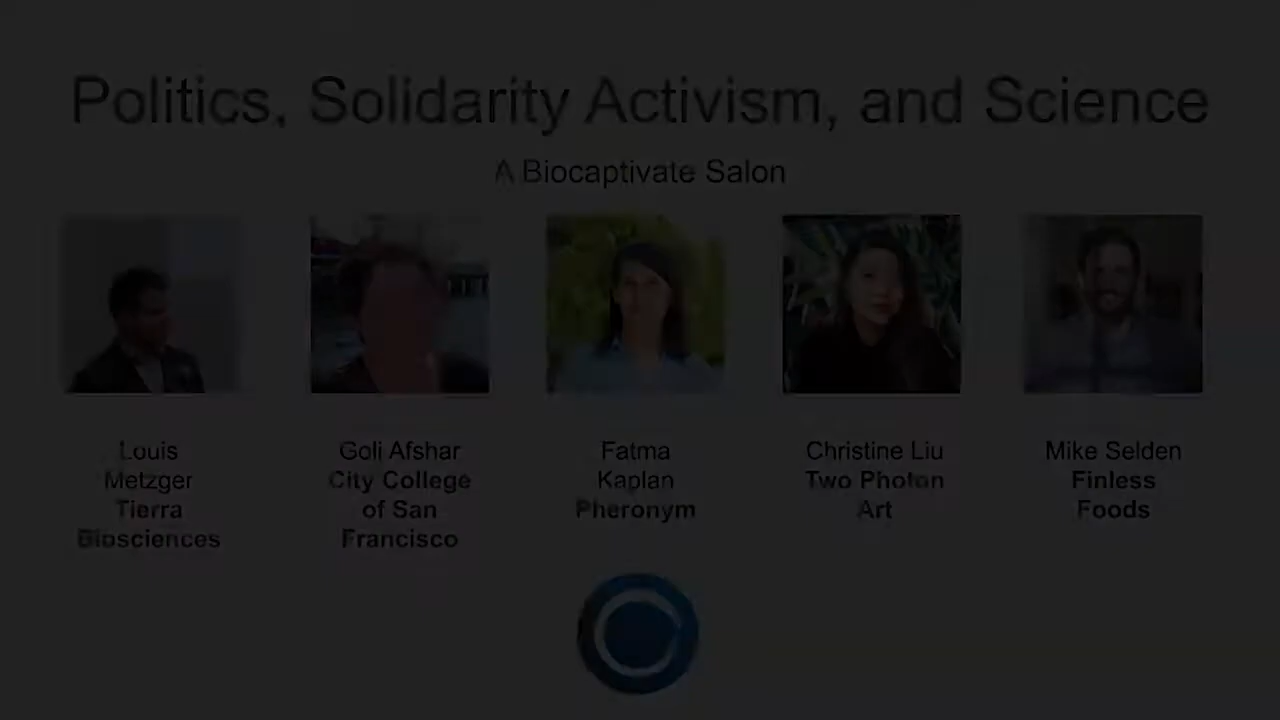 Politics, Solidarity Activism, and Science
A Biocaptivate Salon
Louis
Metzger
Tierra
Biosciences
Goli Afshar
City College
of San
Francisco
Fatma
Kaplan
Pheronym
Christine Liu
Two Photon
Art
Mike Selden
Finless
Foods